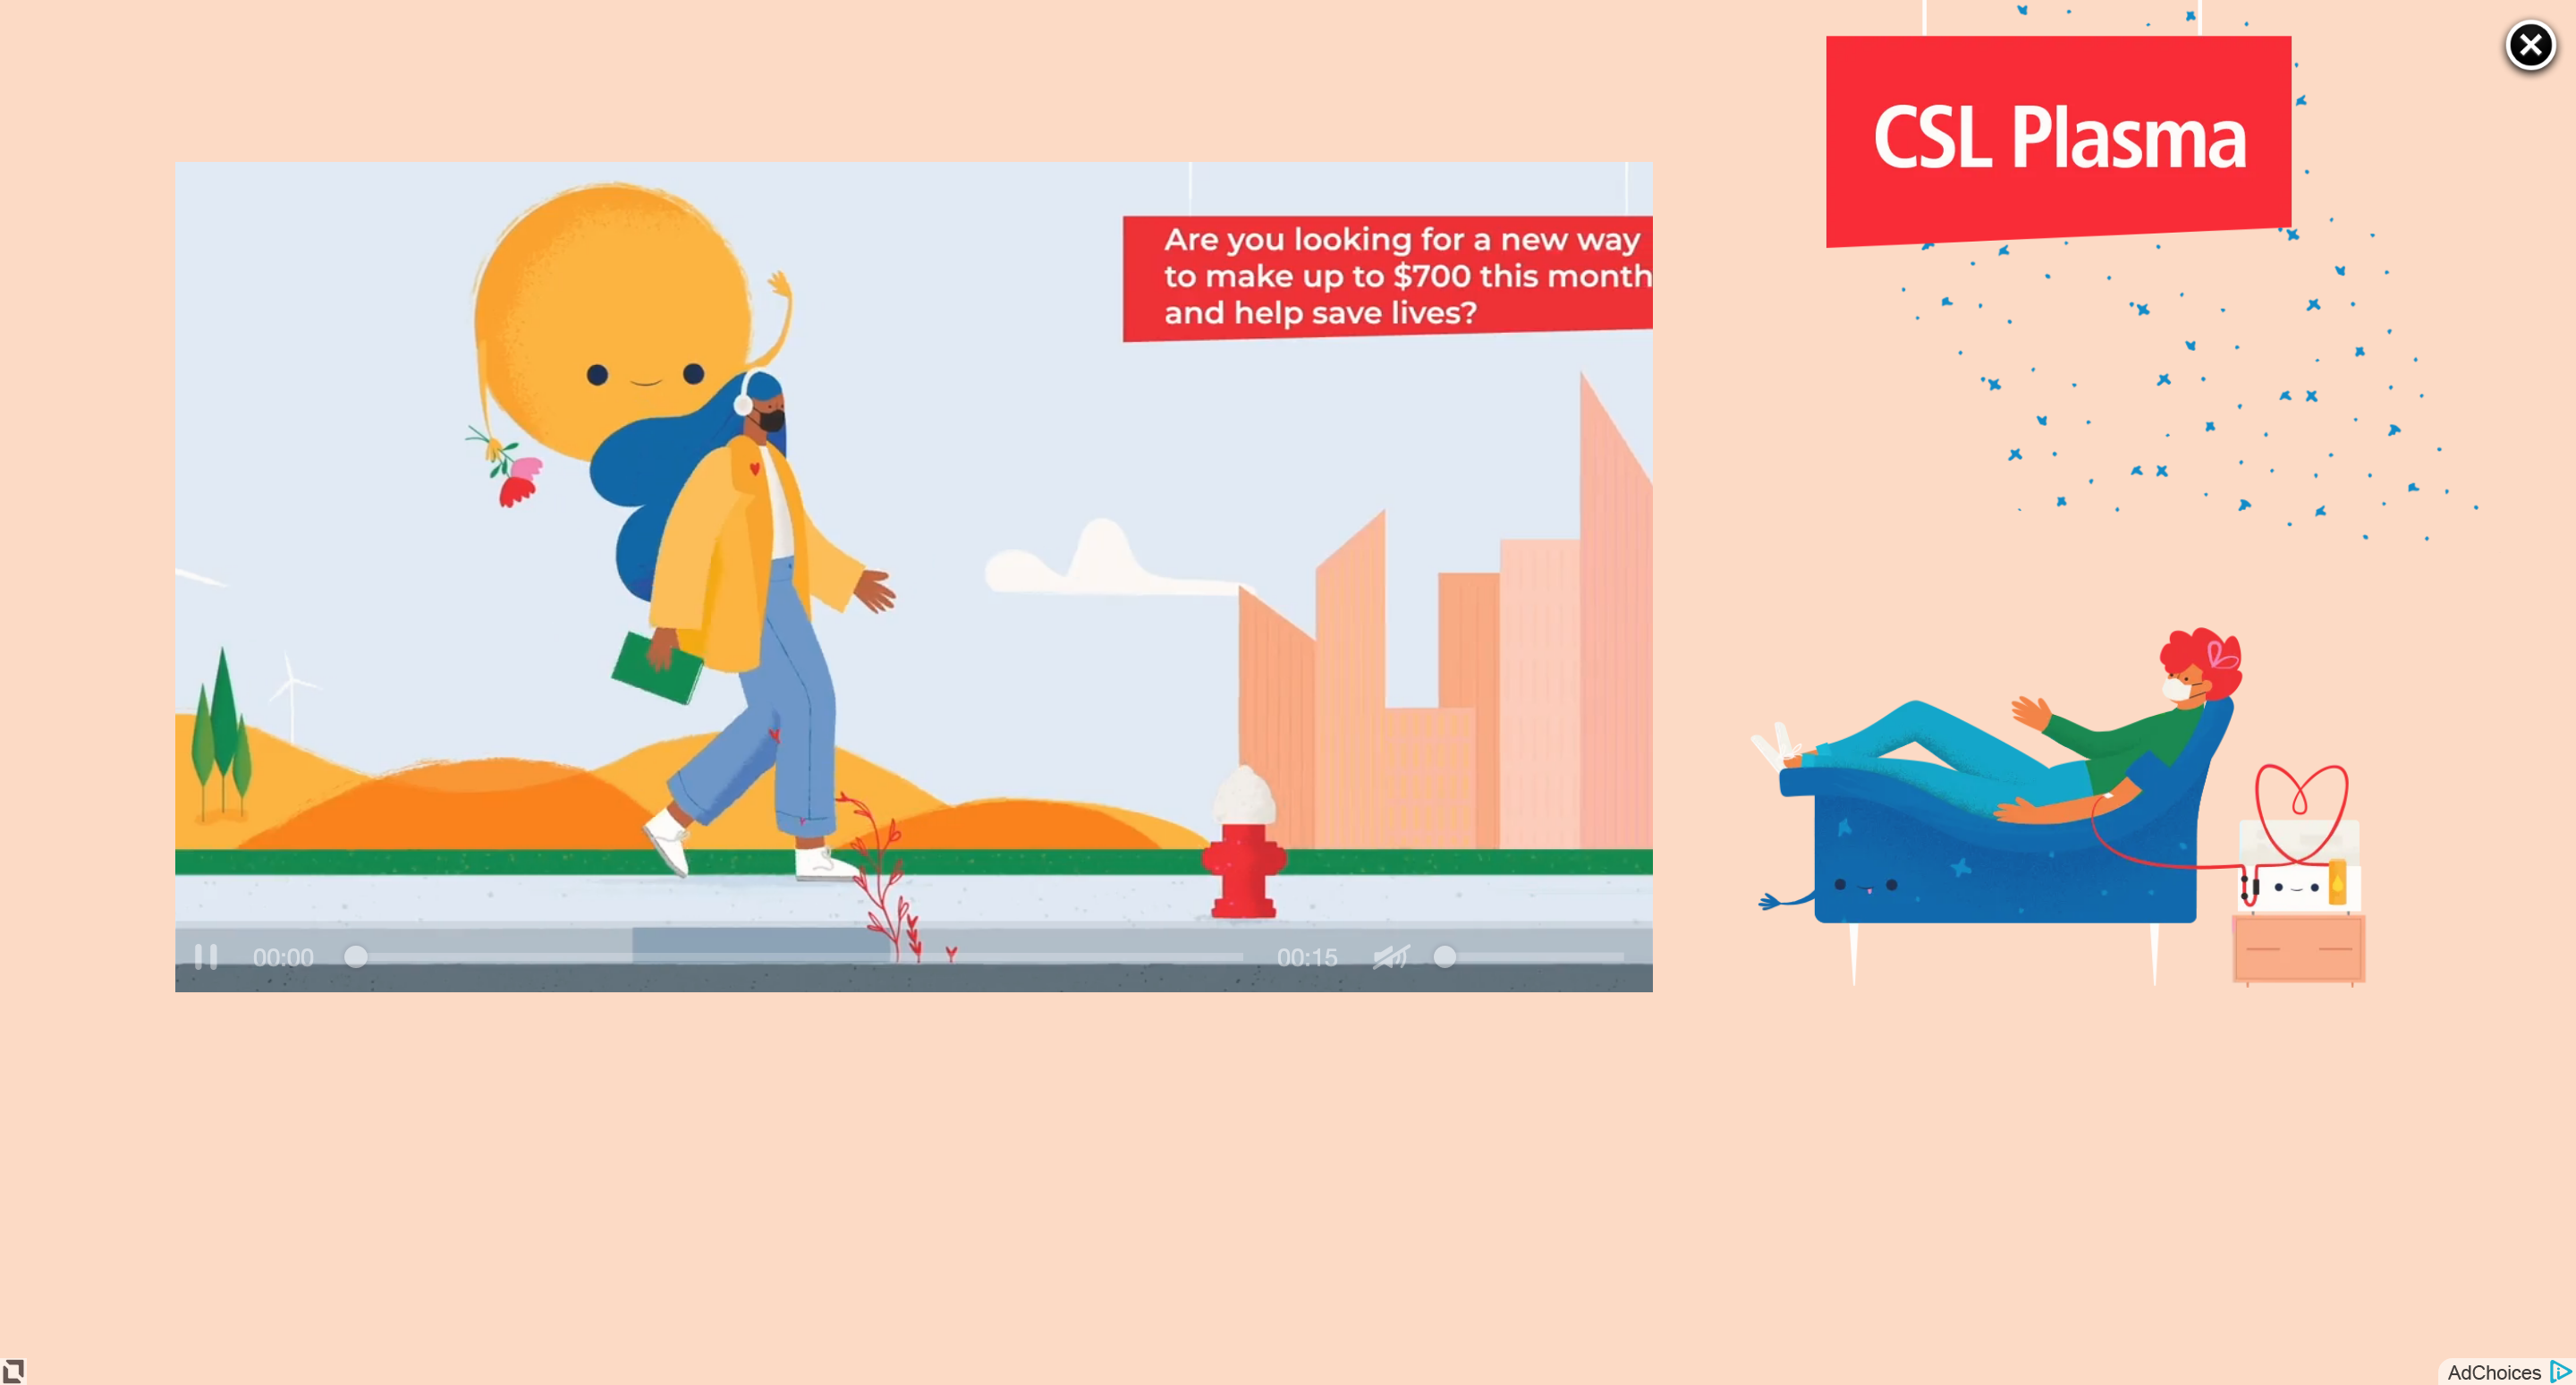 CSL Plasma
Are you looking for a new way
to make up to $700 this month
and help save lives?
00:00
00:15
AdChoices